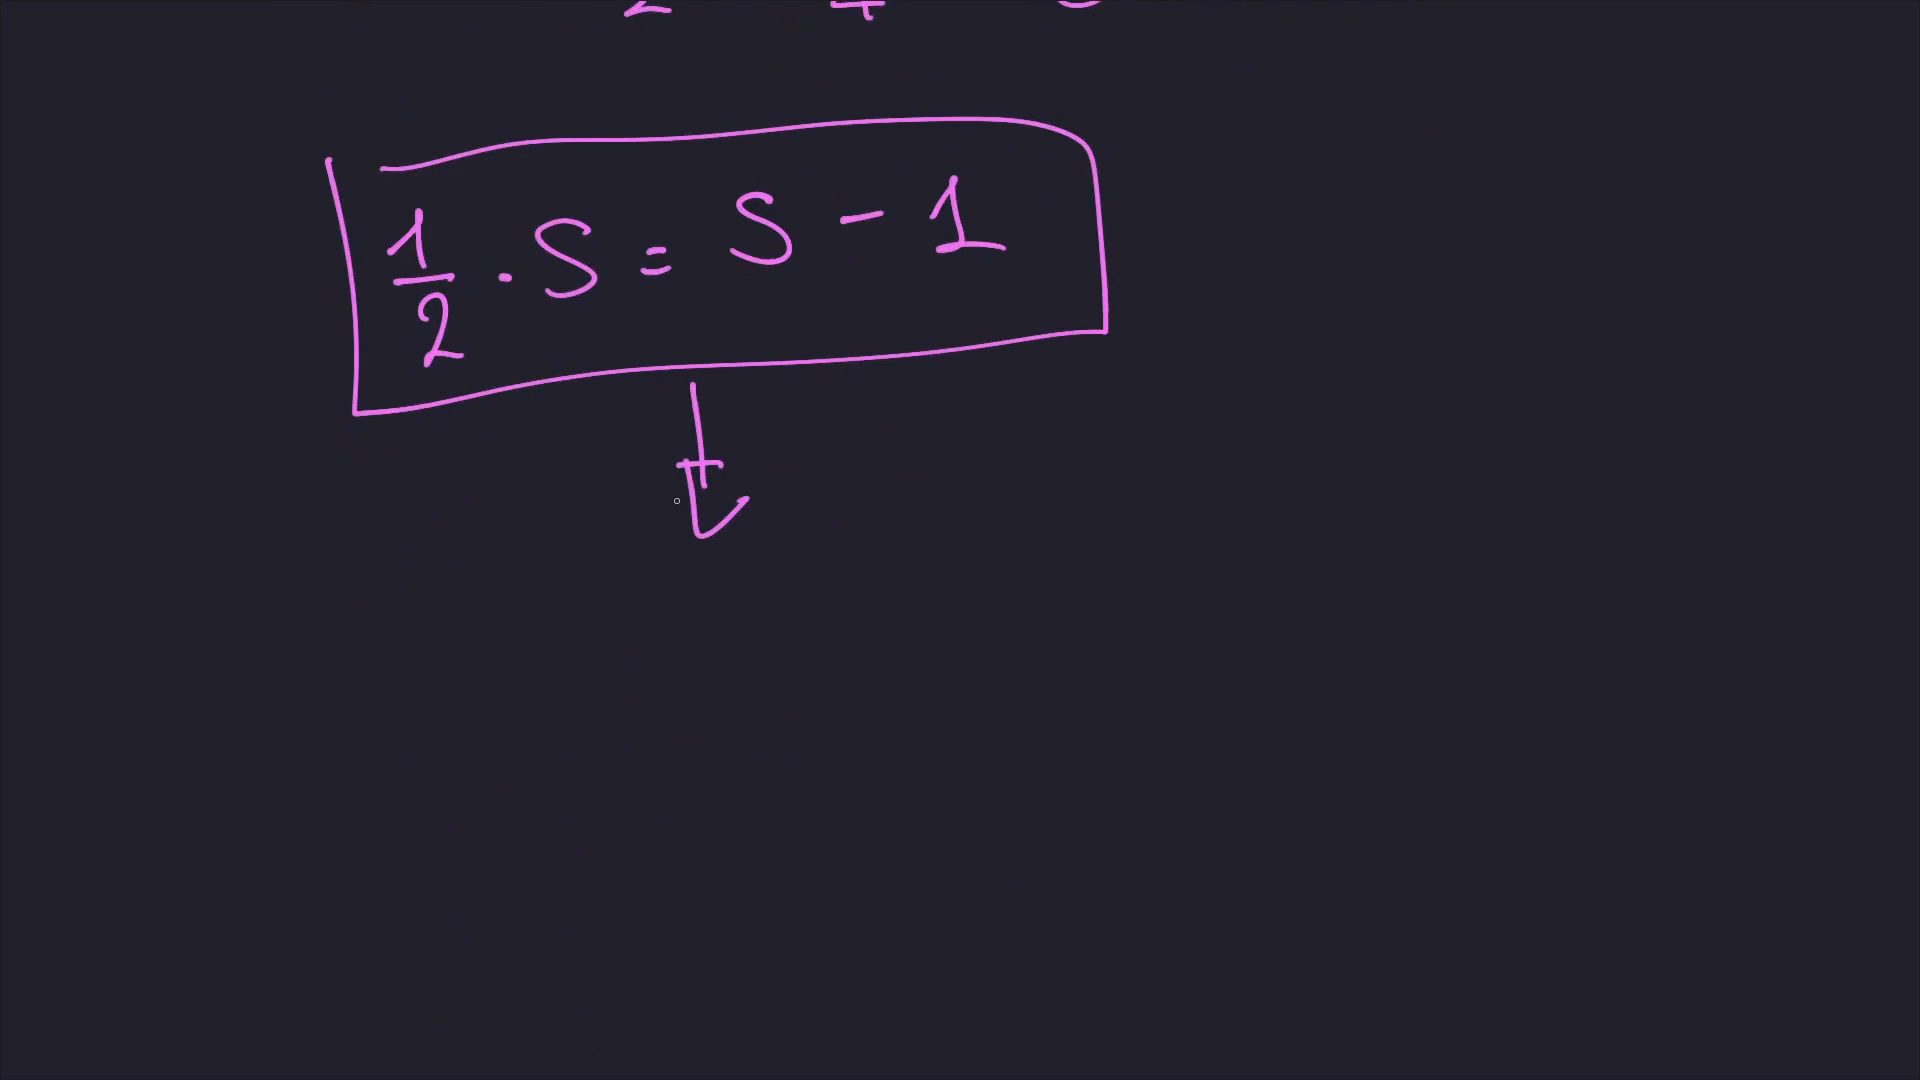 1/2 · S = S - 1